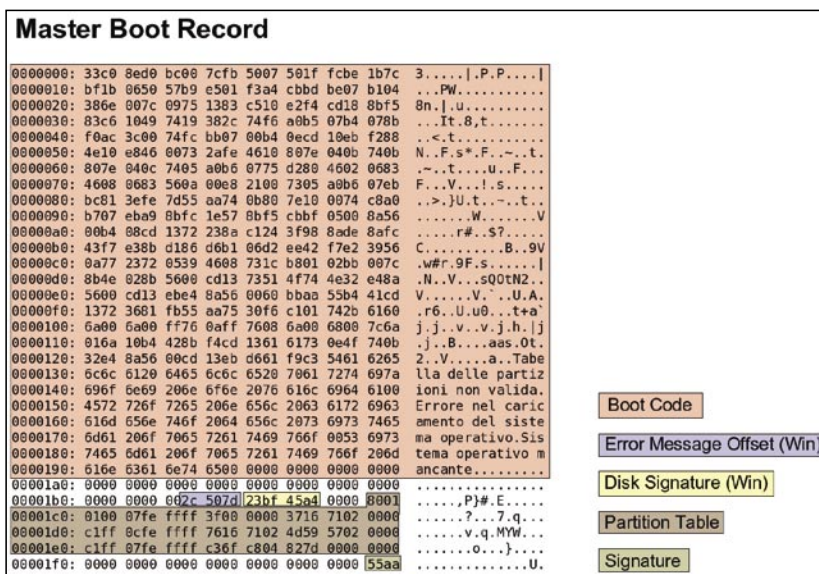 Master Boot Record
0000000: 33c0 8ed0 bc00 7cfb 5007 501f fcbe 1b7c 3.....|.P.P....|
0000010: bf1b 0650 57b9 e501 f3a4 cbbd be07 b104 ...PW...........
0000020: 386e 007c 0975 1383 c510 e2f4 cd18 8bf5 8n.|.u..........
0000030: 83c6 1049 7419 382c 74f6 a0b5 07b4 078b ...It.8,t.......
0000040: f0ac 3c00 74fc bb07 00b4 0ecd 10eb f288 ..<.t...........
0000050: 4e10 e846 0073 2afe 4610 807e 040b 740b N..F.s*.F..~..t.
0000060: 807e 040c 7405 a0b6 0775 d280 4602 0683 .~..t....u..F...
0000070: 4608 0683 560a 00e8 2100 7305 a0b6 07eb F...V...!.s.....
0000080: bc81 3efe 7d55 aa74 0b80 7e10 0074 c8a0 ..>.}U.t..~..t..
0000090: b707 eba9 8bfc 1e57 8bf5 cbbf 0500 8a56 .......W.......V
00000a0: 00b4 08cd 1372 238a c124 3f98 8ade 8afc .....r#..$?.....
00000b0: 43f7 e38b d186 d6b1 06d2 ee42 f7e2 3956 C..........B..9V
00000c0: 0a77 2372 0539 4608 731c b801 02bb 007c .w#r.9F.s......|
00000d0: 8b4e 028b 5600 cd13 7351 4f74 4e32 e48a .N..V...sQOtN2..
00000e0: 5600 cd13 ebe4 8a56 0060 bbaa 55b4 41cd V......V.`..U.A.
00000f0: 1372 3681 fb55 aa75 30f6 c101 742b 6160 .r6..U.u0...t+a`
0000100: 6a00 6a00 ff76 0aff 7608 6a00 6800 7c6a j.j..v..v.j.h.|j
0000110: 016a 10b4 428b f4cd 1361 6173 0e4f 740b .j..B....aas.Ot.
0000120: 32e4 8a56 00cd 13eb d661 f9c3 5461 6265 2..V.....a..Tabe
0000130: 6c6c 6120 6465 6c6c 6520 7061 7274 697a lla delle partiz
0000140: 696f 6e69 206e 6f6e 2076 616c 6964 6100 ioni non valida.
0000150: 4572 726f 7265 206e 656c 2063 6172 6963 Errore nel caric
0000160: 616d 656e 746f 2064 656c 2073 6973 7465 amento del siste
0000170: 6d61 206f 7065 7261 7469 766f 0053 6973 ma operativo.Sis
0000180: 7465 6d61 206f 7065 7261 7469 766f 206d tema operativo m
0000190: 616e 6361 6e74 6500 0000 0000 0000 0000 ancante.........
00001a0: 0000 0000 0000 0000 0000 0000 0000 0000 ................
00001b0: 0000 0000 002c 507d 23bf 45a4 0000 8001 .....,P}#.E.....
00001c0: 0100 07fe ffff 3f00 0000 3716 7102 0000 ......?...7.q...
00001d0: c1ff 0cfe ffff 7616 7102 4d59 5702 0000 ......v.q.MYW...
00001e0: c1ff 07fe ffff c36f c804 827d 0000 0000 .......o...}....
00001f0: 0000 0000 0000 0000 0000 0000 0000 55aa ..............U.
Boot Code
Error Message Offset (Win)
Disk Signature (Win)
Partition Table
Signature